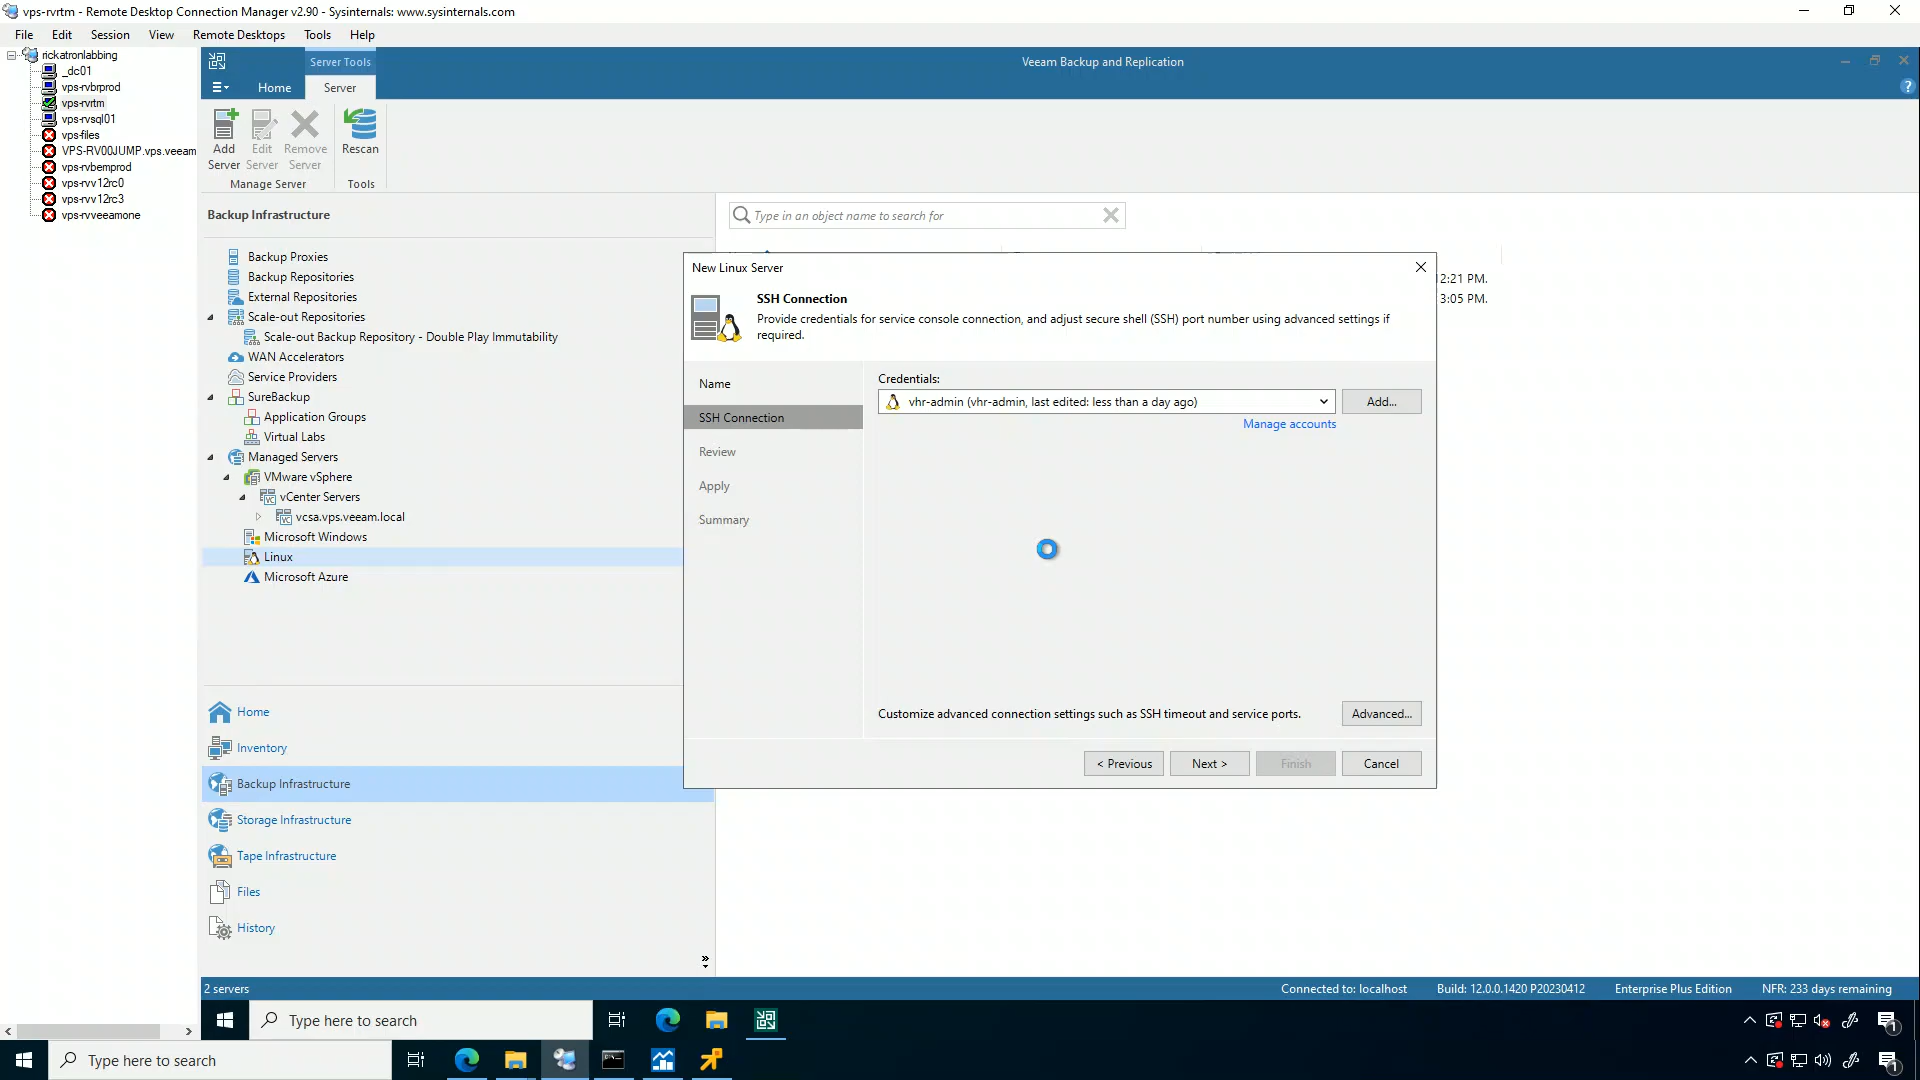 vps-rvrtm - Remote Desktop Connection Manager v2.90 - Sysinternals: www.sysinternals.com
File Edit Session View Remote Desktops Tools Help
rickatronlabbing
_dc01
vps-rvbrprod
vps-rvrtm
vps-rvsql01
vps-files
VPS-RV00JUMP.vps.veeam
vps-rvbemprod
vps-rvv12rc0
vps-rvv12rc3
vps-rvveeamone
Server Tools
Veeam Backup and Replication
Home Server
Add Server
Edit Server
Remove Server
Rescan
Manage Server
Tools
Backup Infrastructure
Type in an object name to search for
Backup Proxies
Backup Repositories
External Repositories
Scale-out Repositories
Scale-out Backup Repository - Double Play Immutability
WAN Accelerators
Service Providers
SureBackup
Application Groups
Virtual Labs
Managed Servers
VMware vSphere
vCenter Servers
vcsa.vps.veeam.local
Microsoft Windows
Linux
Microsoft Azure
2:21 PM.
3:05 PM.
New Linux Server
SSH Connection
Provide credentials for service console connection, and adjust secure shell (SSH) port number using advanced settings if
required.
Name
SSH Connection
Review
Apply
Summary
Credentials:
vhr-admin (vhr-admin, last edited: less than a day ago)
Add...
Manage accounts
Customize advanced connection settings such as SSH timeout and service ports.
Advanced...
< Previous
Next >
Finish
Cancel
Home
Inventory
Backup Infrastructure
Storage Infrastructure
Tape Infrastructure
Files
History
2 servers
Connected to: localhost
Build: 12.0.0.1420 P20230412
Enterprise Plus Edition
NFR: 233 days remaining
Type here to search
1
Type here to search
1